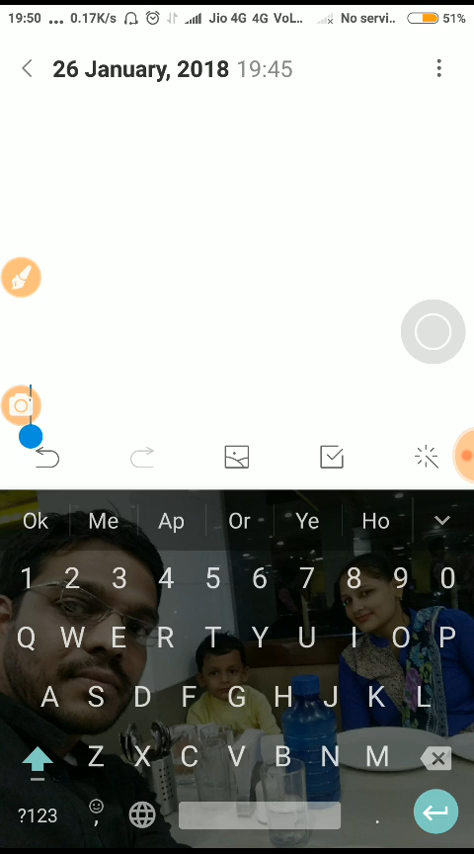 19:50 ... 0.17K/s Jio 4G 4G VoL... No servi.. 51%
26 January, 2018 19:45
Ok Me Ap Or Ye Ho
1 2 3 4 5 6 7 8 9 0
Q W E R T Y U I O P
A S D F G H J K L
Z X C V B N M
?123 , .